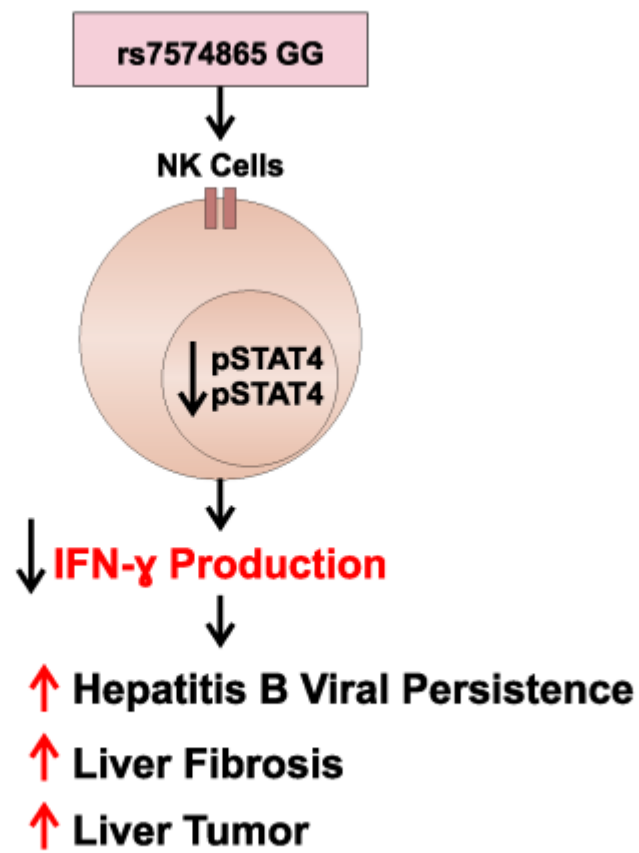 rs7574865 GG
NK Cells
pSTAT4
pSTAT4
IFN-ɣ Production
Hepatitis B Viral Persistence
Liver Fibrosis
Liver Tumor